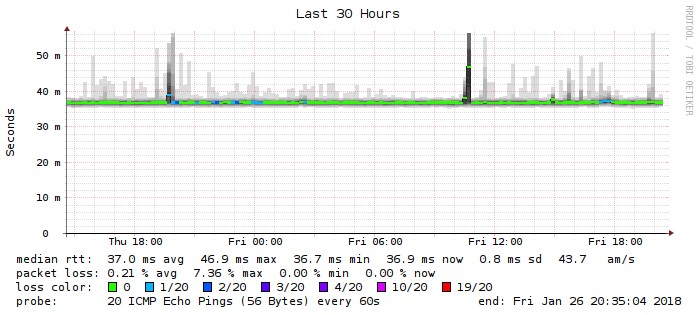 Last 30 Hours
RRDTOOL / TOBI OETIKER
Seconds
50 m
40 m
30 m
20 m
10 m
0
Thu 18:00 Fri 00:00 Fri 06:00 Fri 12:00 Fri 18:00
median rtt: 37.0 ms avg 46.9 ms max 36.7 ms min 36.9 ms now 0.8 ms sd 43.7 am/s
packet loss: 0.21 % avg 7.36 % max 0.00 % min 0.00 % now
loss color: 0 1/20 2/20 3/20 4/20 10/20 19/20
probe: 20 ICMP Echo Pings (56 Bytes) every 60s end: Fri Jan 26 20:35:04 2018